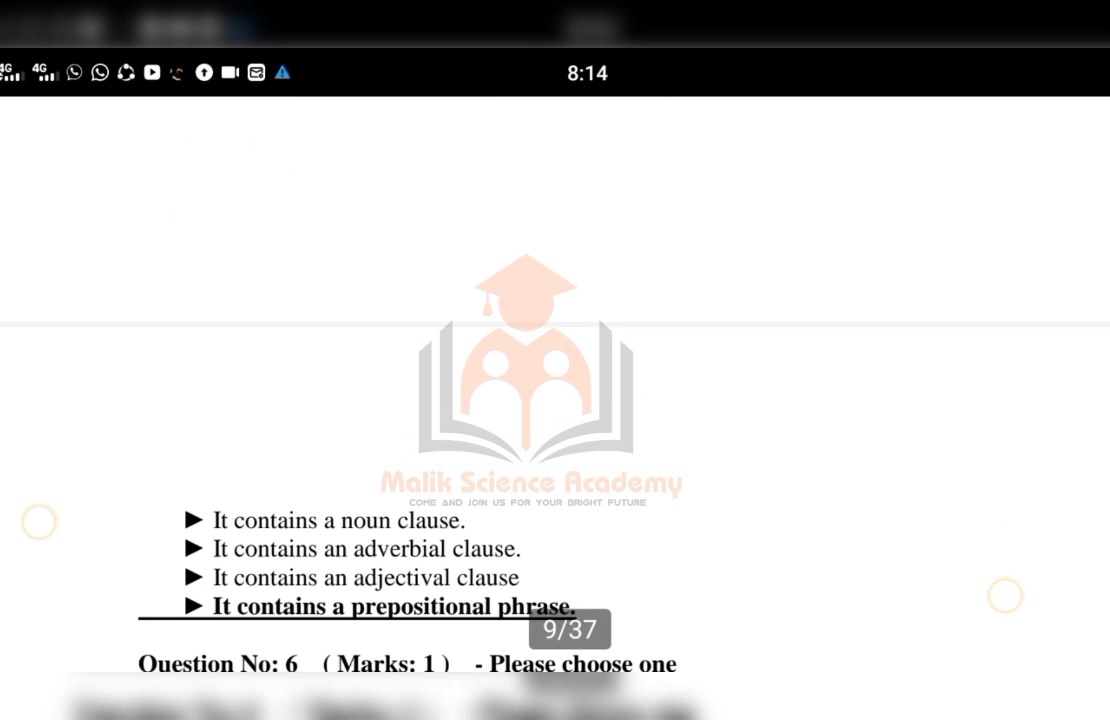 4G 4G 8:14
Malik Science Academy
COME AND JOIN US FOR YOUR BRIGHT FUTURE
► It contains a noun clause.
► It contains an adverbial clause.
► It contains an adjectival clause
► It contains a prepositional phrase.
9/37
Question No: 6 ( Marks: 1 ) - Please choose one